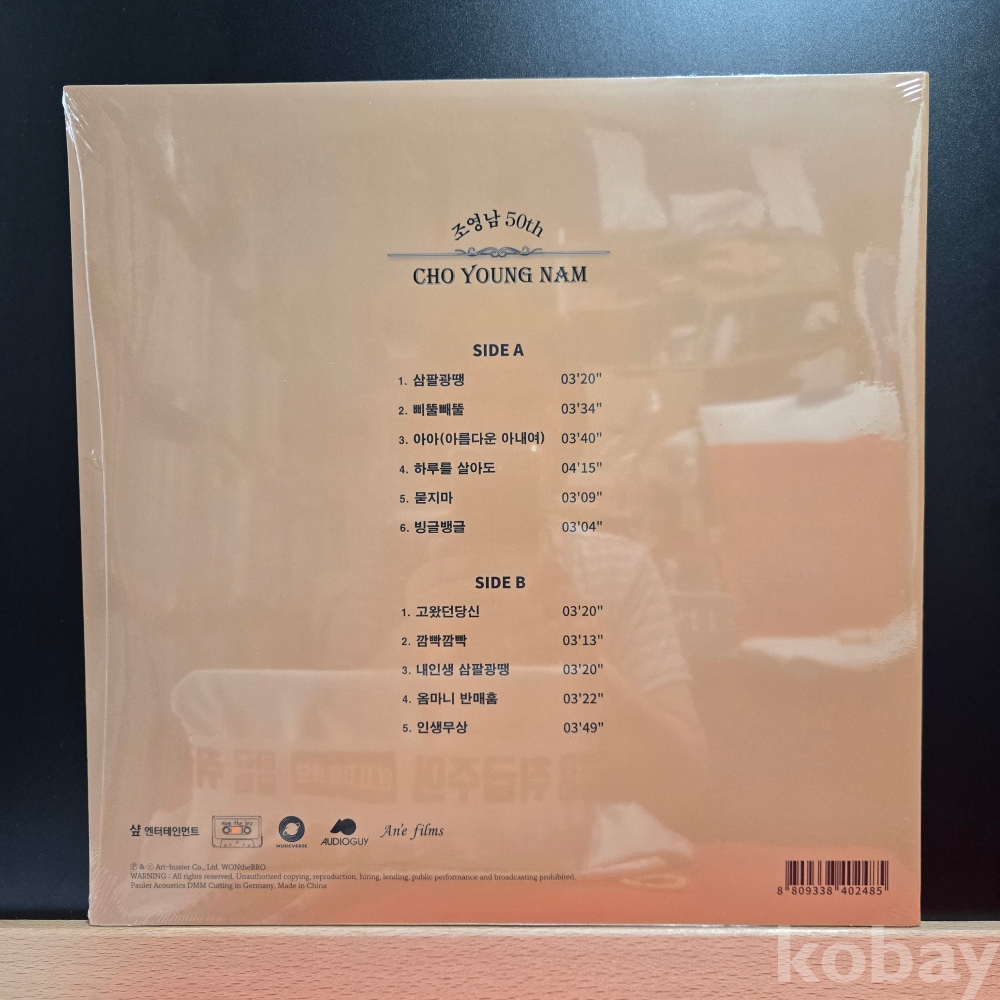 조영남 50th
CHO YOUNG NAM
SIDE A
1. 삼팔광땡 03'20"
2. 삐뚤빼뚤 03'34"
3. 아아(아름다운 아내여) 03'40"
4. 하루를 살아도 04'15"
5. 묻지마 03'09"
6. 빙글뱅글 03'04"
SIDE B
1. 고왔던당신 03'20"
2. 깜빡깜빡 03'13"
3. 내인생 삼팔광땡 03'20"
4. 옴마니 반매훔 03'22"
5. 인생무상 03'49"
샾 엔터테인먼트
MUSICVERSE
AUDIOGUY
An'e films
Ⓟ & ⓒ Art-buster Co., Ltd. WONtheBRO
WARNING : All rights reserved. Unauthorized copying, reproduction, hiring, lending, public performance and broadcasting prohibited.
Pauler Acoustics DMM Cutting in Germany. Made in China
8 809338 402485
kobay